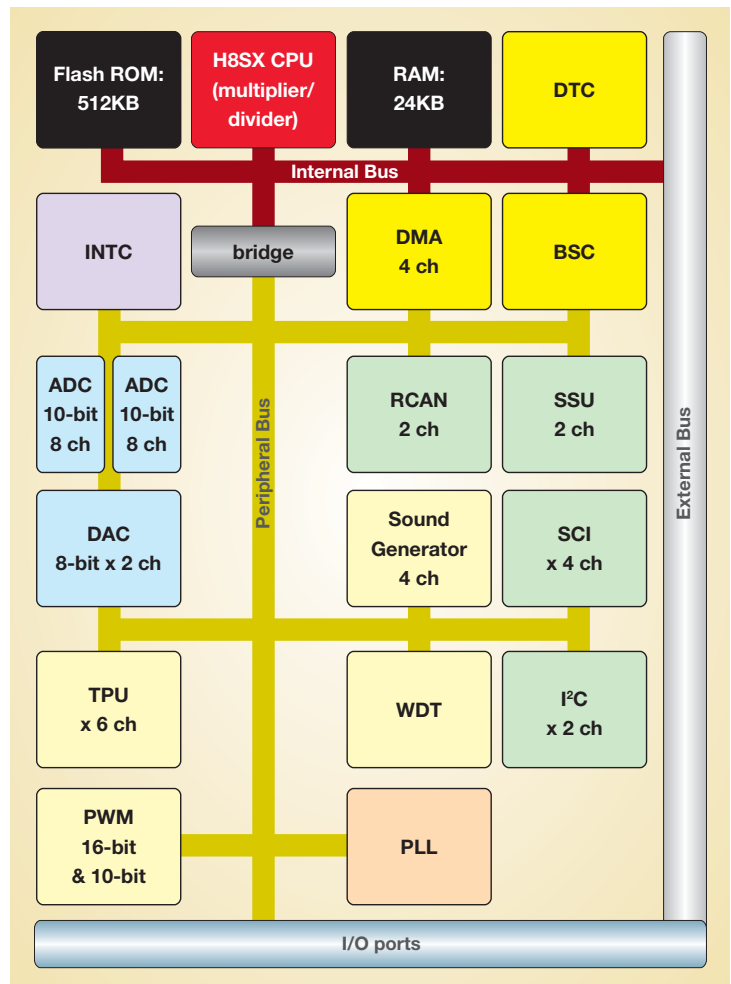 Flash ROM:
512KB
H8SX CPU
(multiplier/
divider)
RAM:
24KB
DTC
Internal Bus
INTC
bridge
DMA
4 ch
BSC
ADC
10-bit
8 ch
ADC
10-bit
8 ch
Peripheral Bus
RCAN
2 ch
SSU
2 ch
External Bus
DAC
8-bit x 2 ch
Sound
Generator
4 ch
SCI
x 4 ch
TPU
x 6 ch
WDT
I²C
x 2 ch
PWM
16-bit
& 10-bit
PLL
I/O ports